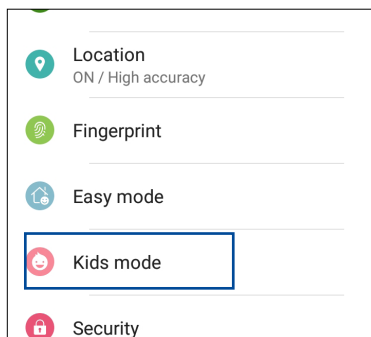 Location
ON / High accuracy
Fingerprint
Easy mode
Kids mode
Security